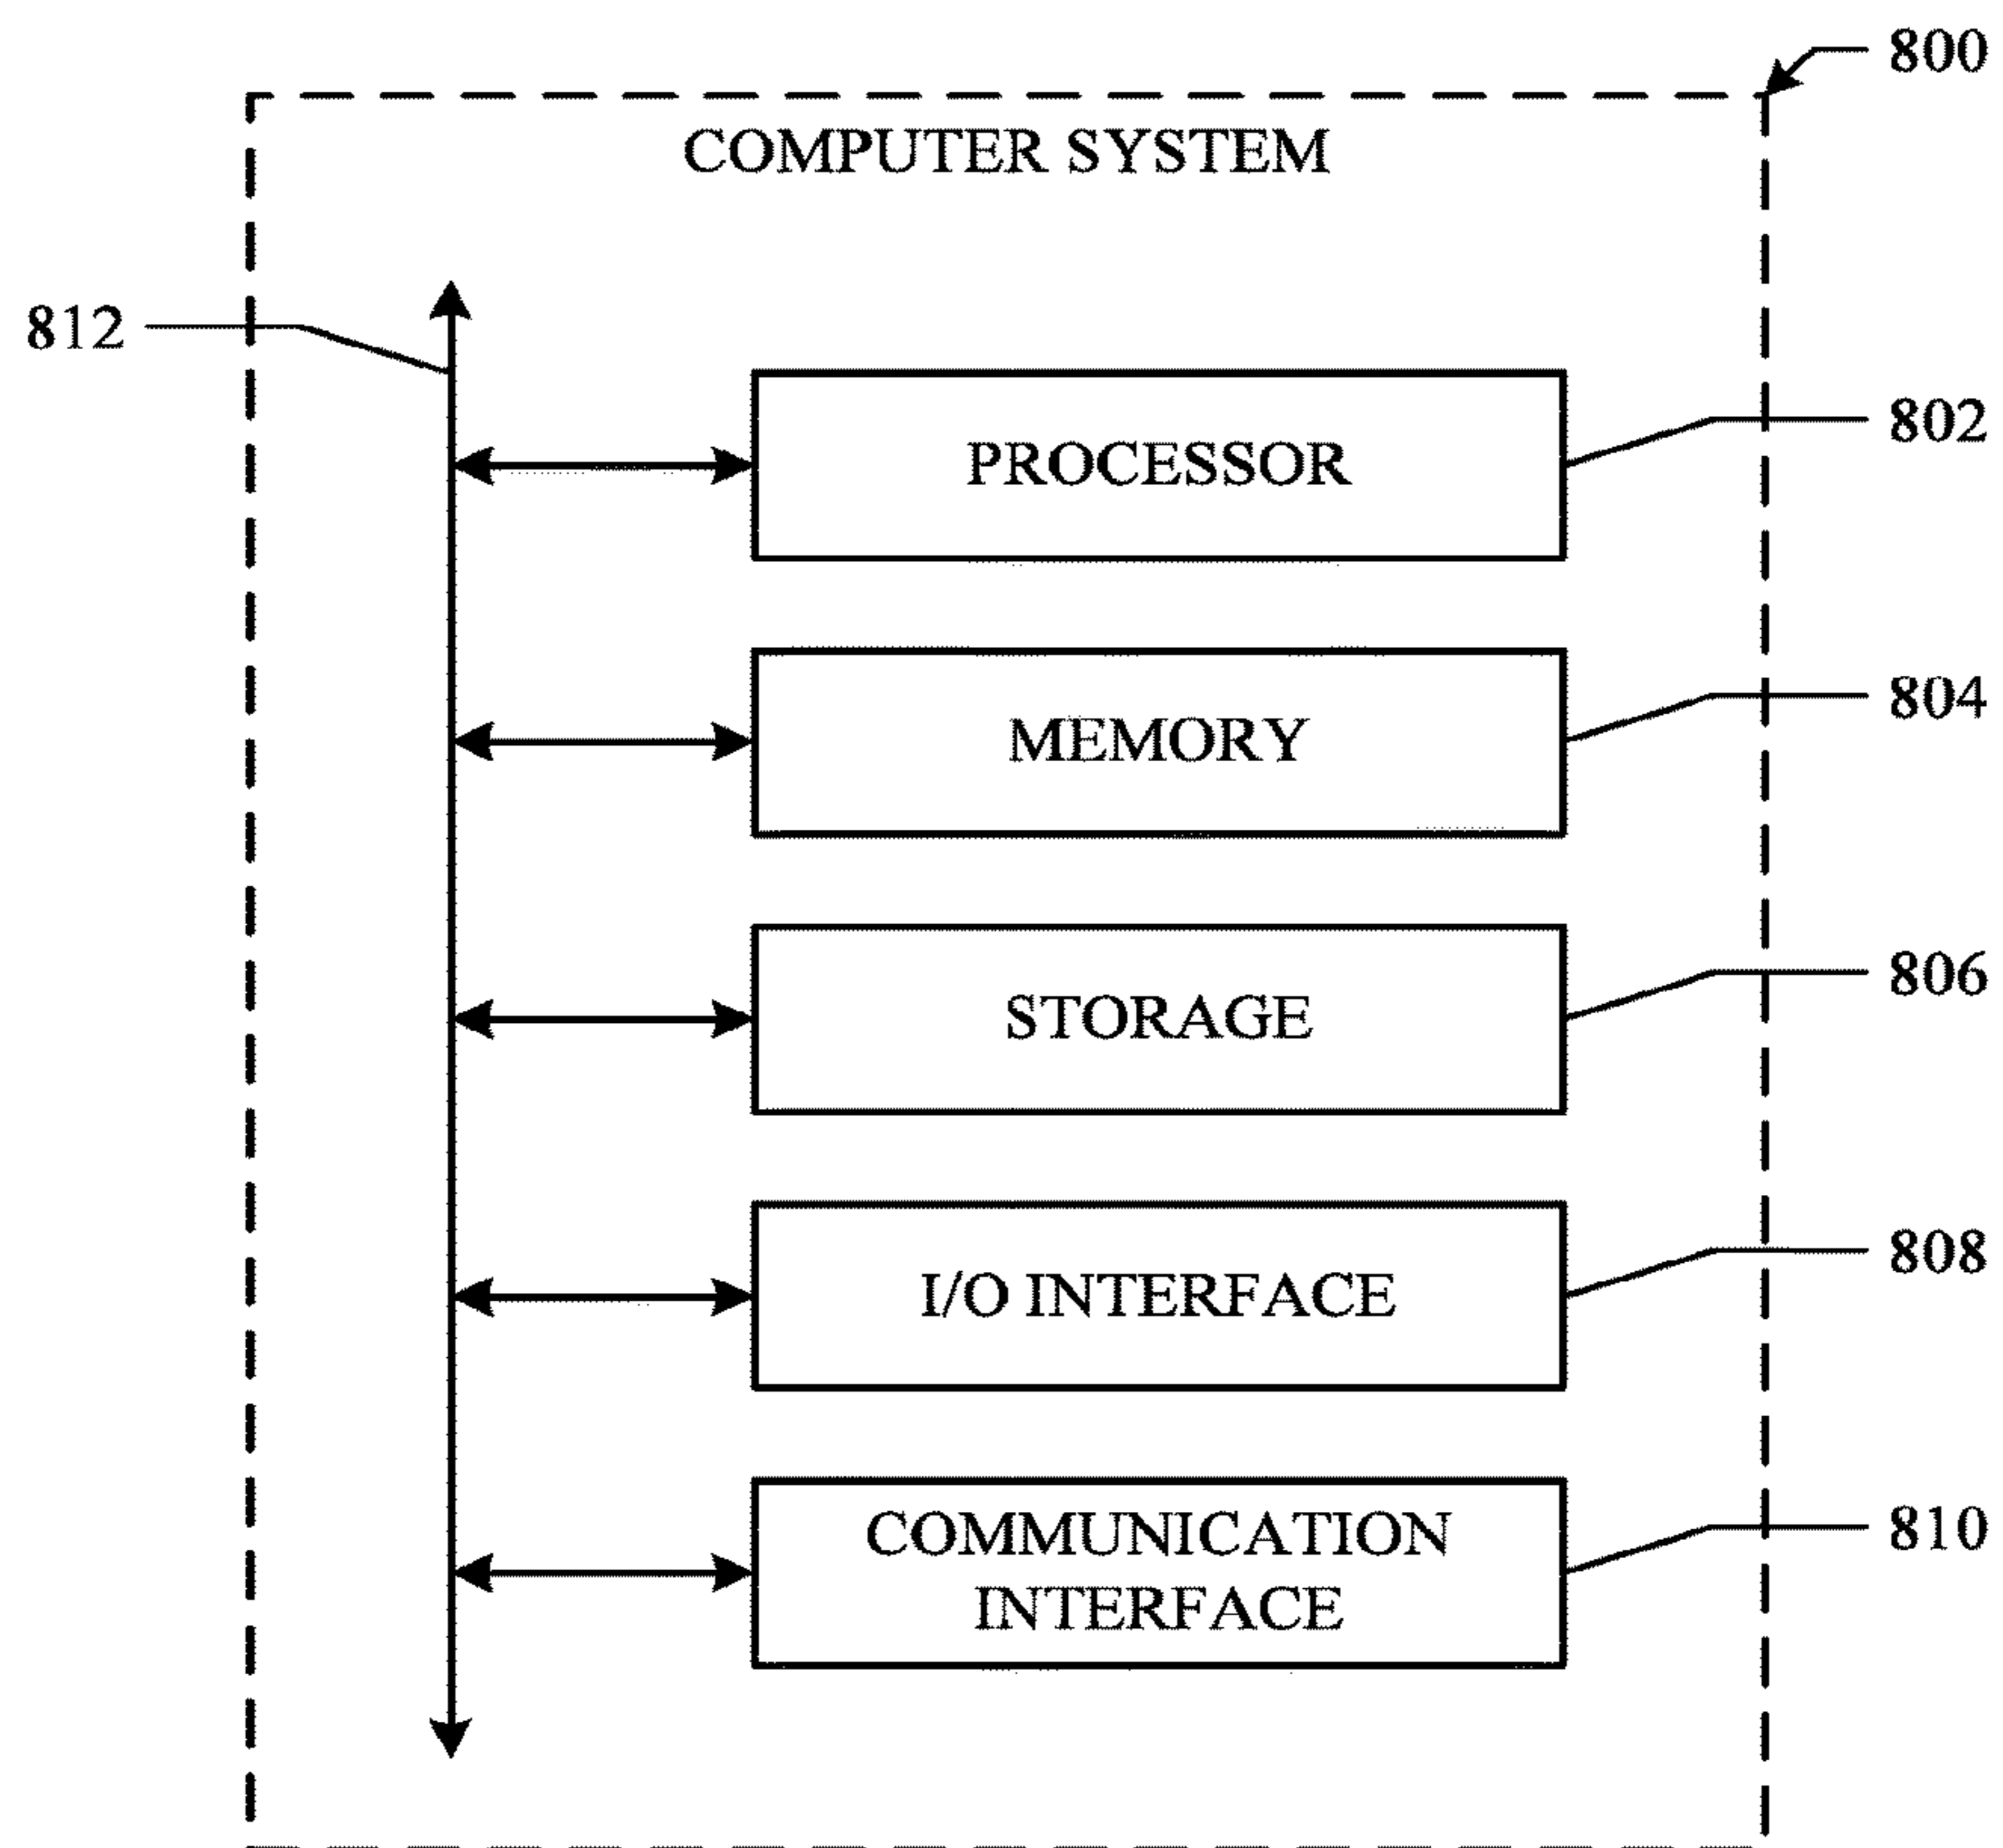 800
COMPUTER SYSTEM
812
802
PROCESSOR
804
MEMORY
806
STORAGE
808
I/O INTERFACE
810
COMMUNICATION
INTERFACE